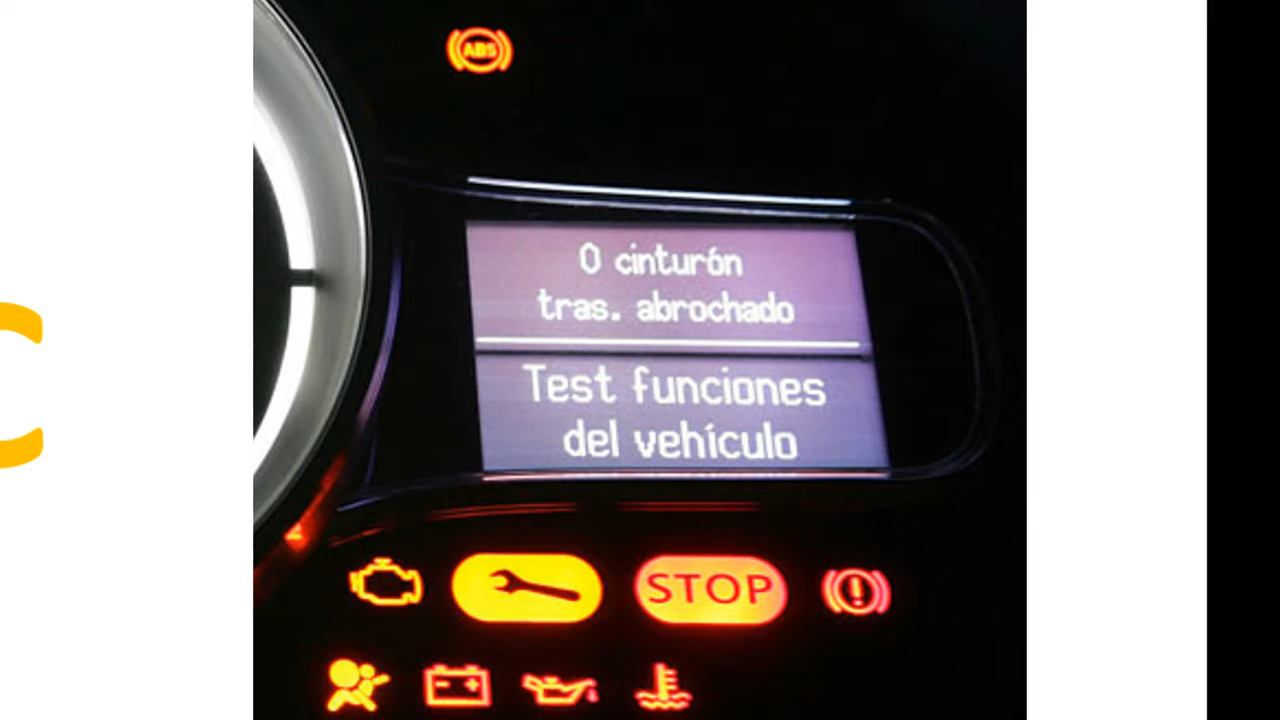 ABS
0 cinturón
tras. abrochado
Test funciones
del vehículo
STOP